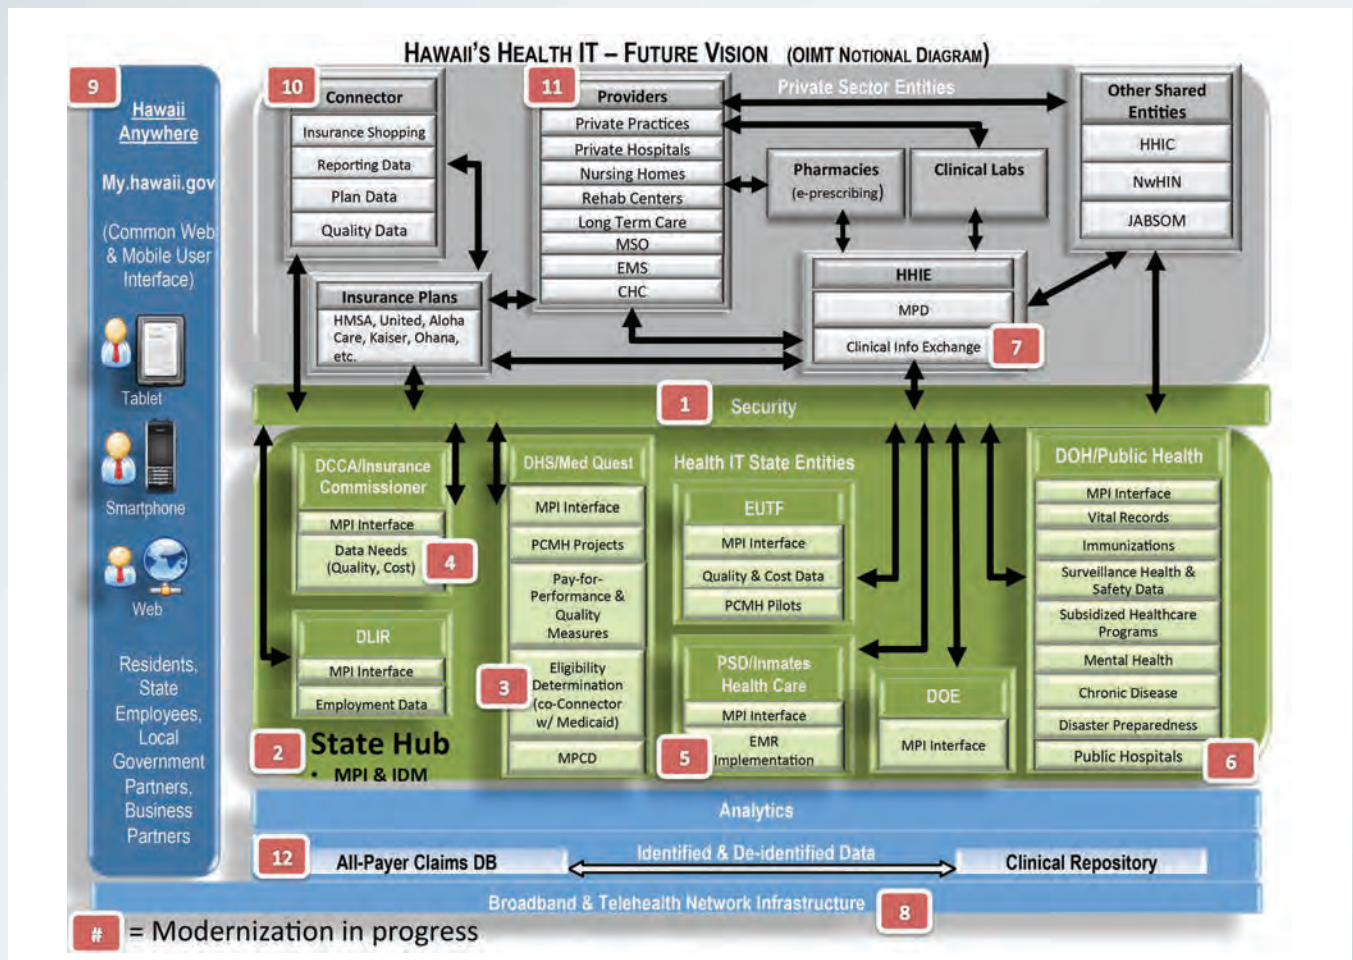 HAWAII'S HEALTH IT – FUTURE VISION (OIMT NOTIONAL DIAGRAM)
9
Hawaii
Anywhere
My.hawaii.gov
(Common Web
& Mobile User
Interface)
Tablet
Smartphone
Web
Residents,
State
Employees,
Local
Government
Partners,
Business
Partners
10
Connector
Insurance Shopping
Reporting Data
Plan Data
Quality Data
Insurance Plans
HMSA, United, Aloha
Care, Kaiser, Ohana,
etc.
11
Providers
Private Practices
Private Hospitals
Nursing Homes
Rehab Centers
Long Term Care
MSO
EMS
CHC
Private Sector Entities
Pharmacies
(e-prescribing)
Clinical Labs
Other Shared
Entities
HHIC
NwHIN
JABSOM
HHIE
MPD
Clinical Info Exchange
7
1
Security
DCCA/Insurance
Commissioner
MPI Interface
Data Needs
(Quality, Cost)
4
DLIR
MPI Interface
Employment Data
2
State Hub
• MPI & IDM
DHS/Med Quest
MPI Interface
PCMH Projects
Pay-for-
Performance &
Quality
Measures
3
Eligibility
Determination
(co-Connector
w/ Medicaid)
MPCD
Health IT State Entities
EUTF
MPI Interface
Quality & Cost Data
PCMH Pilots
PSD/Inmates
Health Care
MPI Interface
5
EMR
Implementation
DOE
MPI Interface
DOH/Public Health
MPI Interface
Vital Records
Immunizations
Surveillance Health &
Safety Data
Subsidized Healthcare
Programs
Mental Health
Chronic Disease
Disaster Preparedness
Public Hospitals
6
Analytics
12
All-Payer Claims DB
Identified & De-identified Data
Clinical Repository
Broadband & Telehealth Network Infrastructure
8
# = Modernization in progress